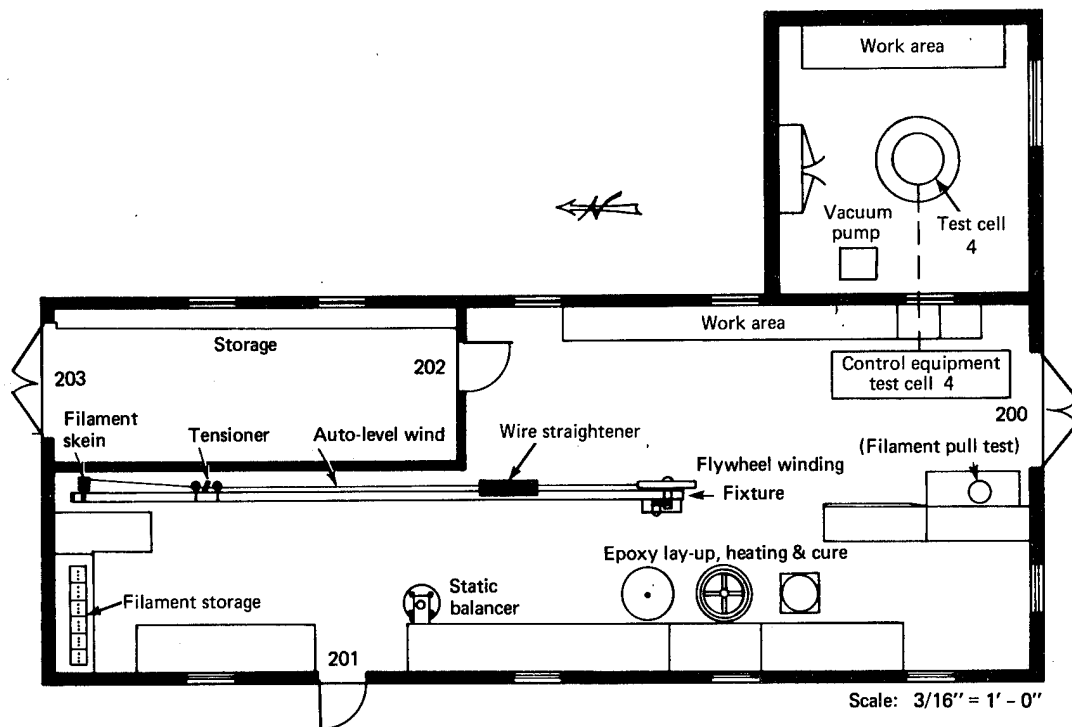 Work area
N
Vacuum
pump
Test cell
4
Storage
Work area
203
202
Control equipment
test cell 4
200
Filament
skein
Tensioner
Auto-level wind
Wire straightener
(Filament pull test)
Flywheel winding
Fixture
Epoxy lay-up, heating & cure
Filament storage
Static
balancer
201
Scale: 3/16" = 1' - 0"